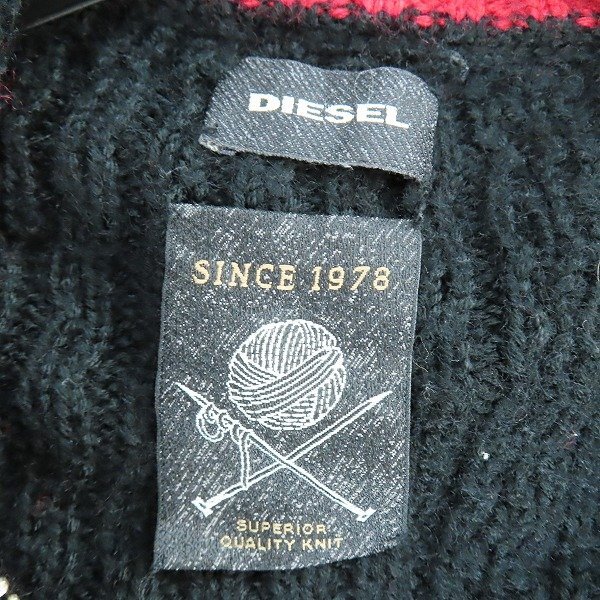 DIESEL
SINCE 1978
SUPERIOR
QUALITY KNIT